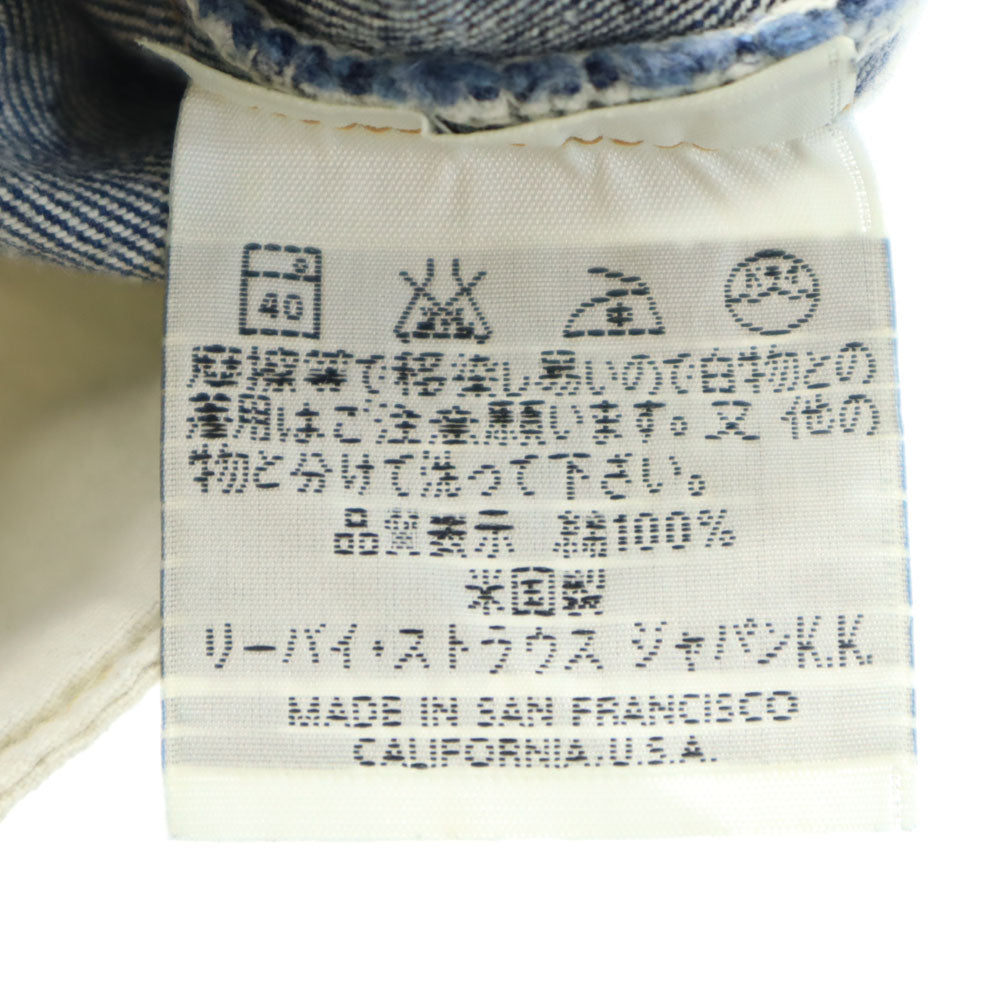 40
ドライ
摩擦等で移染し易いので白物との
着用はご注意願います。又 他の
物と分けて洗って下さい。
品質表示 綿100%
米国製
リーバイ・ストラウス ジャパンK.K.
MADE IN SAN FRANCISCO
CALIFORNIA,U.S.A.